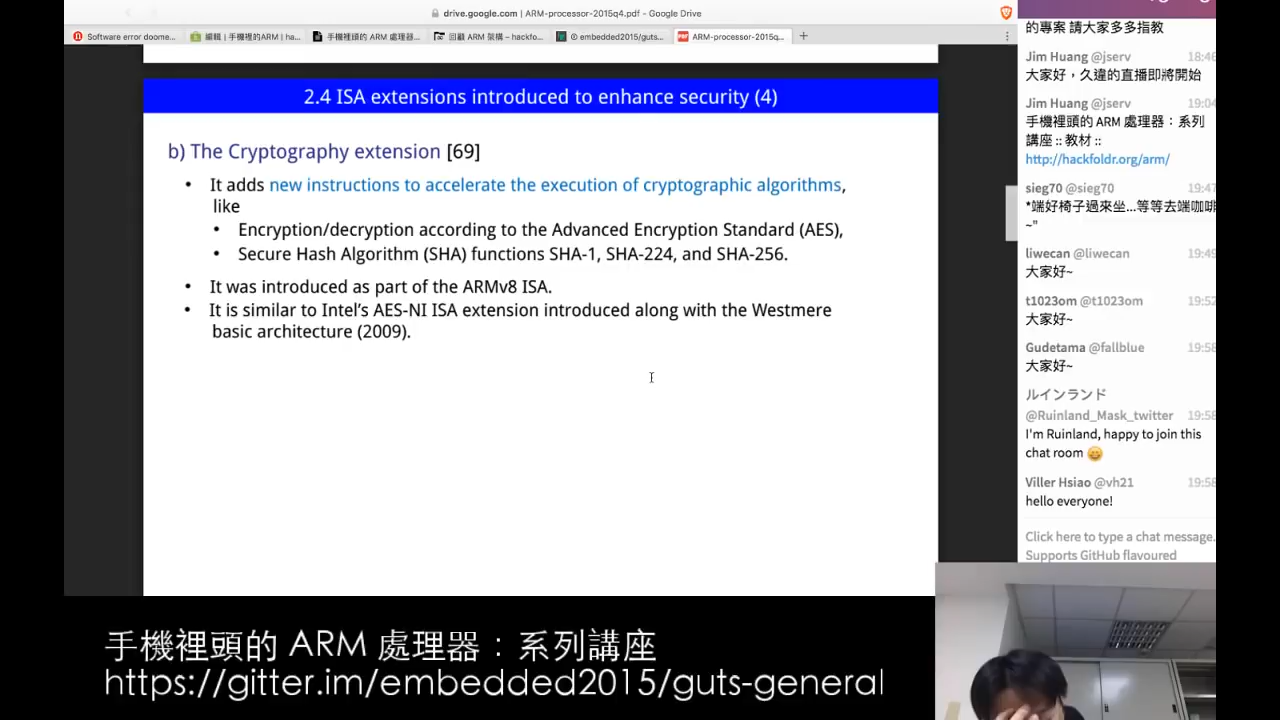 drive.google.com | ARM-processor-2015q4.pdf - Google Drive
Software error doome...
編輯 | 手機裡的ARM | ha...
手機裡頭的 ARM 處理器...
回顧 ARM 架構 – hackfo...
embedded2015/guts...
ARM-processor-2015q...
2.4 ISA extensions introduced to enhance security (4)
b) The Cryptography extension [69]
• It adds new instructions to accelerate the execution of cryptographic algorithms,
like
• Encryption/decryption according to the Advanced Encryption Standard (AES),
• Secure Hash Algorithm (SHA) functions SHA-1, SHA-224, and SHA-256.
• It was introduced as part of the ARMv8 ISA.
• It is similar to Intel's AES-NI ISA extension introduced along with the Westmere
basic architecture (2009).
的專案 請大家多多指教
Jim Huang @jserv 18:46
大家好，久違的直播即將開始
Jim Huang @jserv 19:04
手機裡頭的 ARM 處理器：系列
講座 :: 教材 ::
http://hackfoldr.org/arm/
sieg70 @sieg70 19:47
*端好椅子過來坐...等等去端咖啡
~"
liwecan @liwecan 19:49
大家好~
t1023om @t1023om 19:52
大家好~
Gudetama @fallblue 19:58
大家好~
ルインランド
@Ruinland_Mask_twitter 19:58
I'm Ruinland, happy to join this
chat room
Viller Hsiao @vh21 19:58
hello everyone!
Click here to type a chat message.
Supports GitHub flavoured
手機裡頭的 ARM 處理器：系列講座
https://gitter.im/embedded2015/guts-general